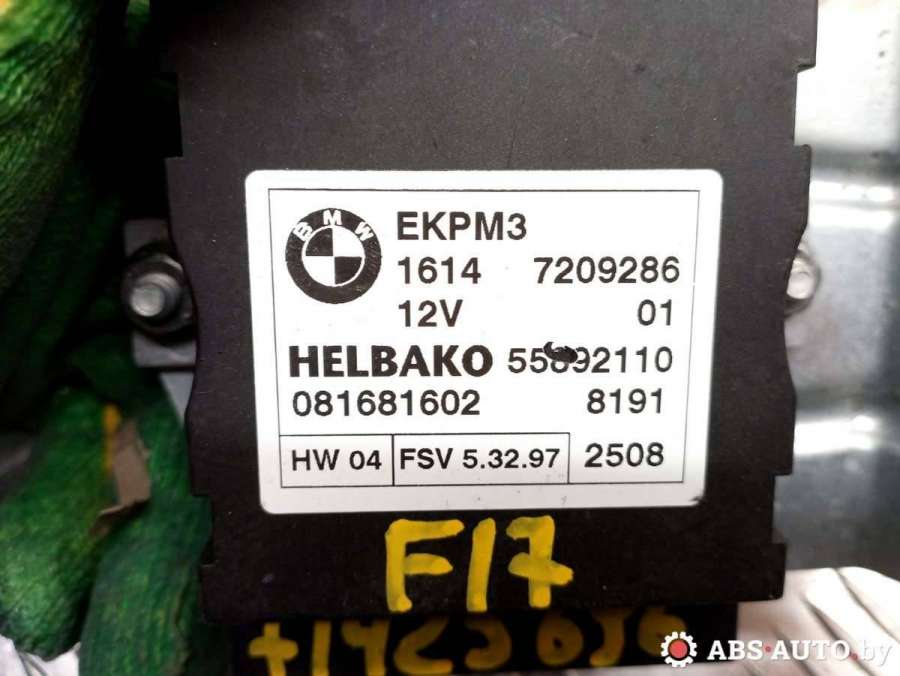 BMW
EKPM3
1614 7209286
12V 01
HELBAKO 55892110
081681602 8191
HW 04 FSV 5.32.97 2508
F17
ABS-AUTO.by